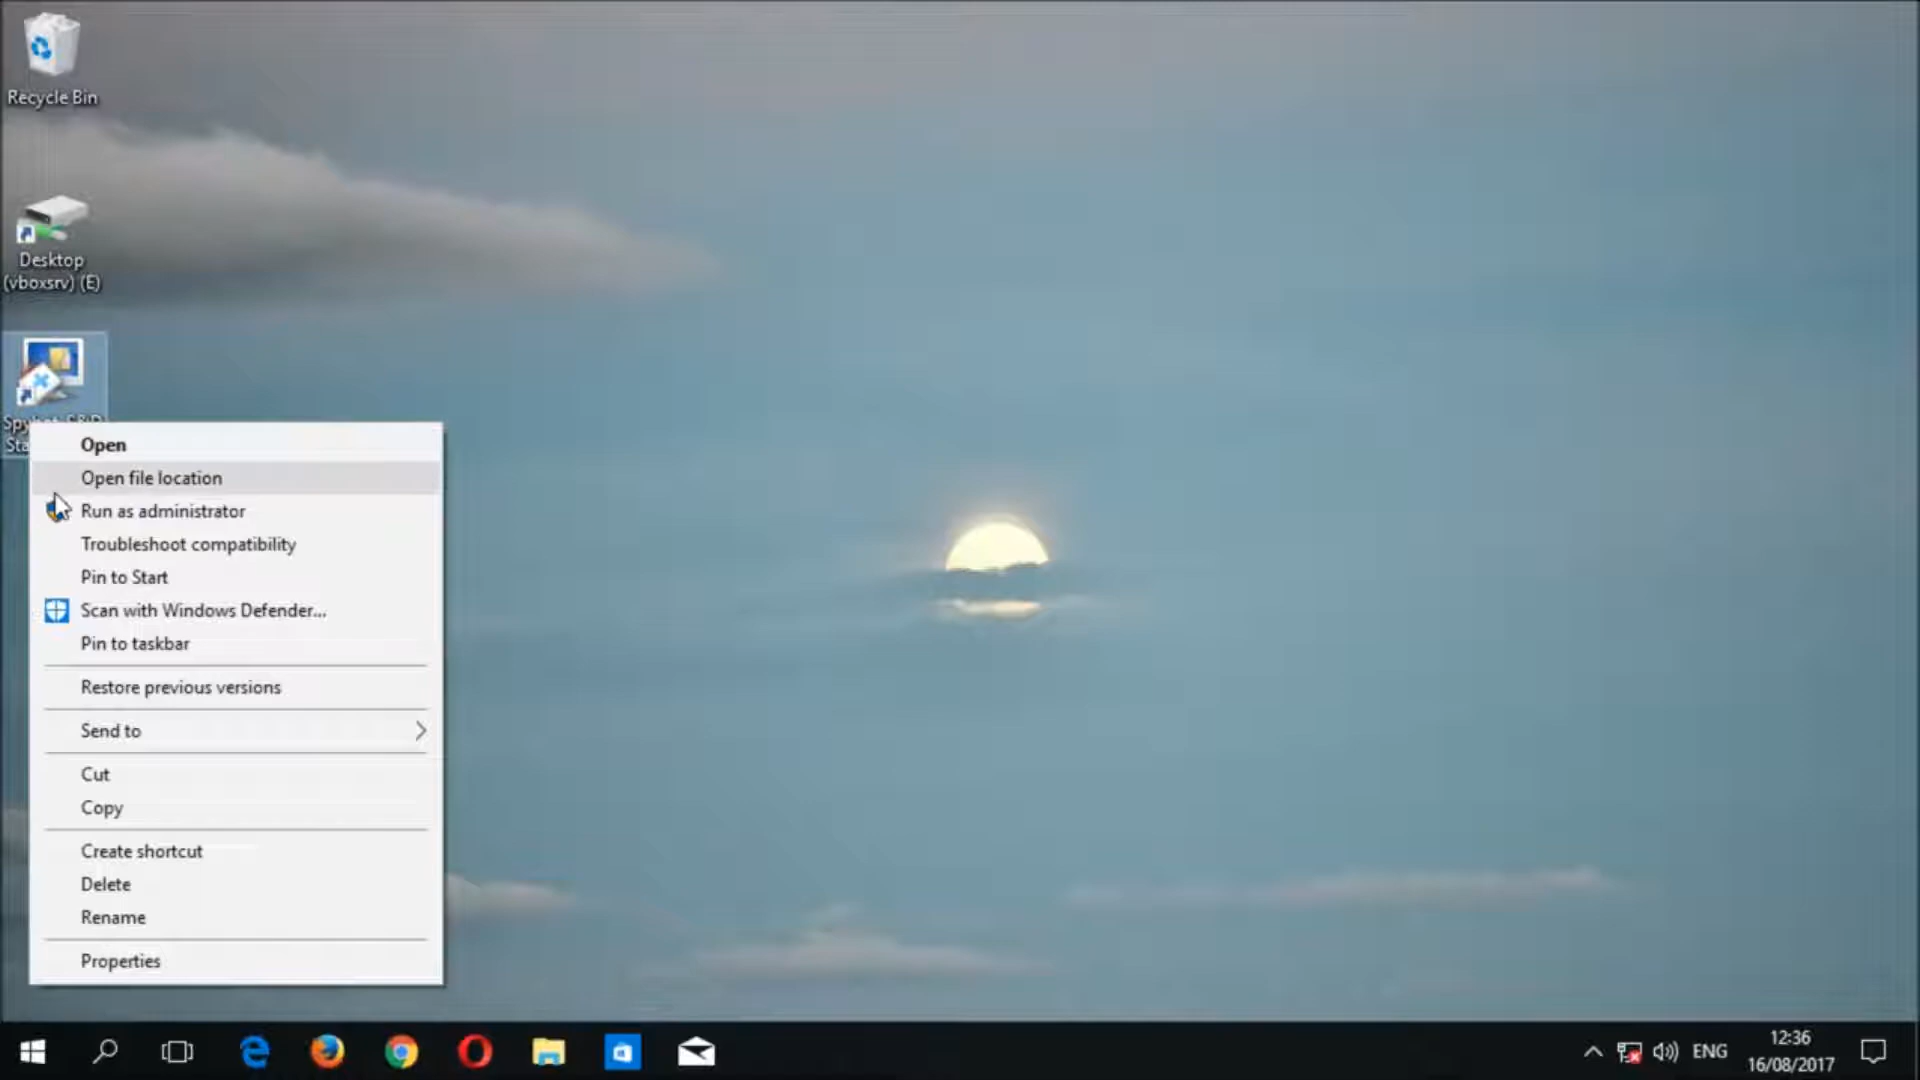 Recycle Bin
Desktop
(vboxsrv) (E)
Open
Open file location
Run as administrator
Troubleshoot compatibility
Pin to Start
Scan with Windows Defender...
Pin to taskbar
Restore previous versions
Send to
Cut
Copy
Create shortcut
Delete
Rename
Properties
ENG
12:36
16/08/2017